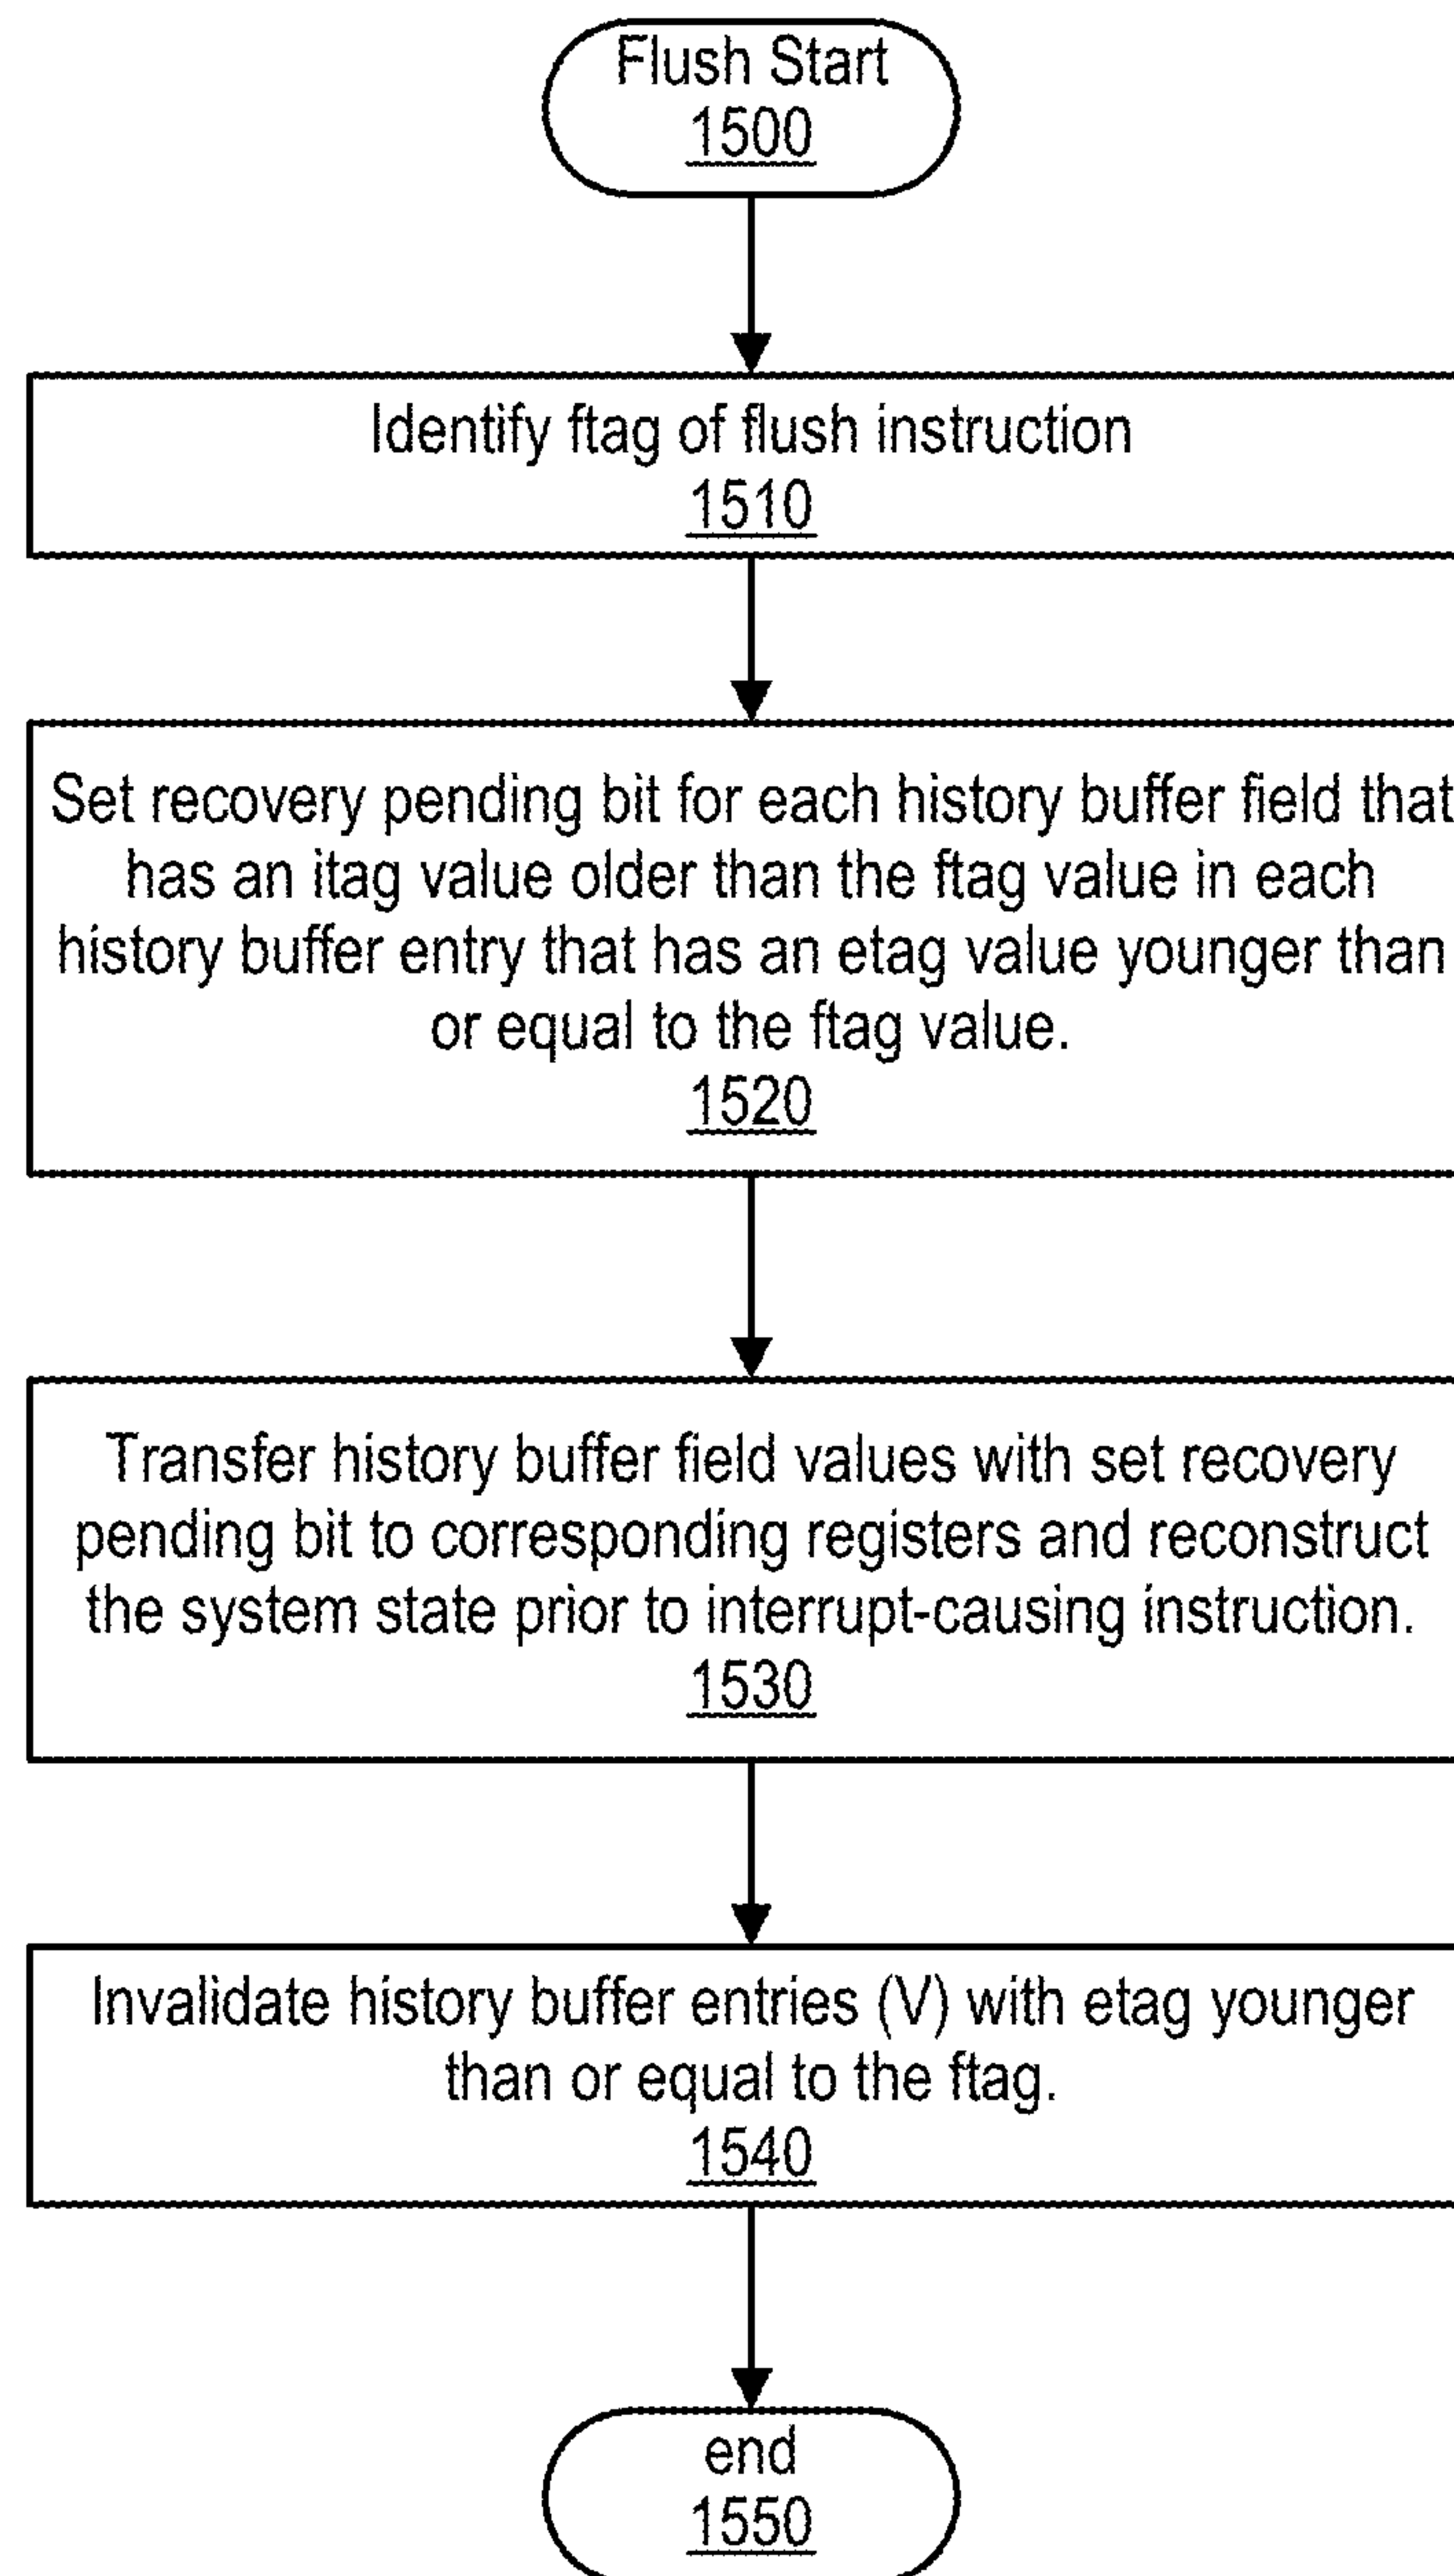 Flush Start
1500
Identify ftag of flush instruction
1510
Set recovery pending bit for each history buffer field that
has an itag value older than the ftag value in each
history buffer entry that has an etag value younger than
or equal to the ftag value.
1520
Transfer history buffer field values with set recovery
pending bit to corresponding registers and reconstruct
the system state prior to interrupt-causing instruction.
1530
Invalidate history buffer entries (V) with etag younger
than or equal to the ftag.
1540
end
1550